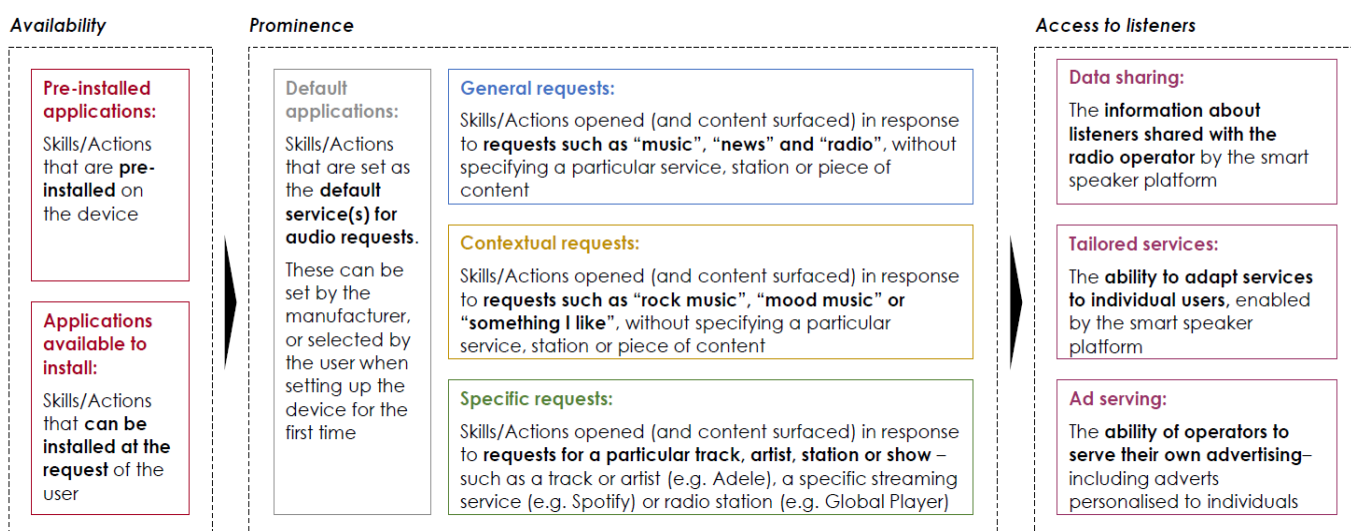 Availability
Prominence
Access to listeners
Pre-installed
applications:
Skills/Actions
that are pre-
installed on
the device
Applications
available to
install:
Skills/Actions
that can be
installed at the
request of the
user
Default
applications:
Skills/Actions
that are set as
the default
service(s) for
audio requests.
These can be
set by the
manufacturer,
or selected by
the user when
setting up the
device for the
first time
General requests:
Skills/Actions opened (and content surfaced) in response
to requests such as “music”, “news” and “radio”, without
specifying a particular service, station or piece of
content
Contextual requests:
Skills/Actions opened (and content surfaced) in response
to requests such as “rock music”, “mood music” or
“something I like”, without specifying a particular
service, station or piece of content
Specific requests:
Skills/Actions opened (and content surfaced) in response
to requests for a particular track, artist, station or show –
such as a track or artist (e.g. Adele), a specific streaming
service (e.g. Spotify) or radio station (e.g. Global Player)
Data sharing:
The information about
listeners shared with the
radio operator by the smart
speaker platform
Tailored services:
The ability to adapt services
to individual users, enabled
by the smart speaker
platform
Ad serving:
The ability of operators to
serve their own advertising–
including adverts
personalised to individuals